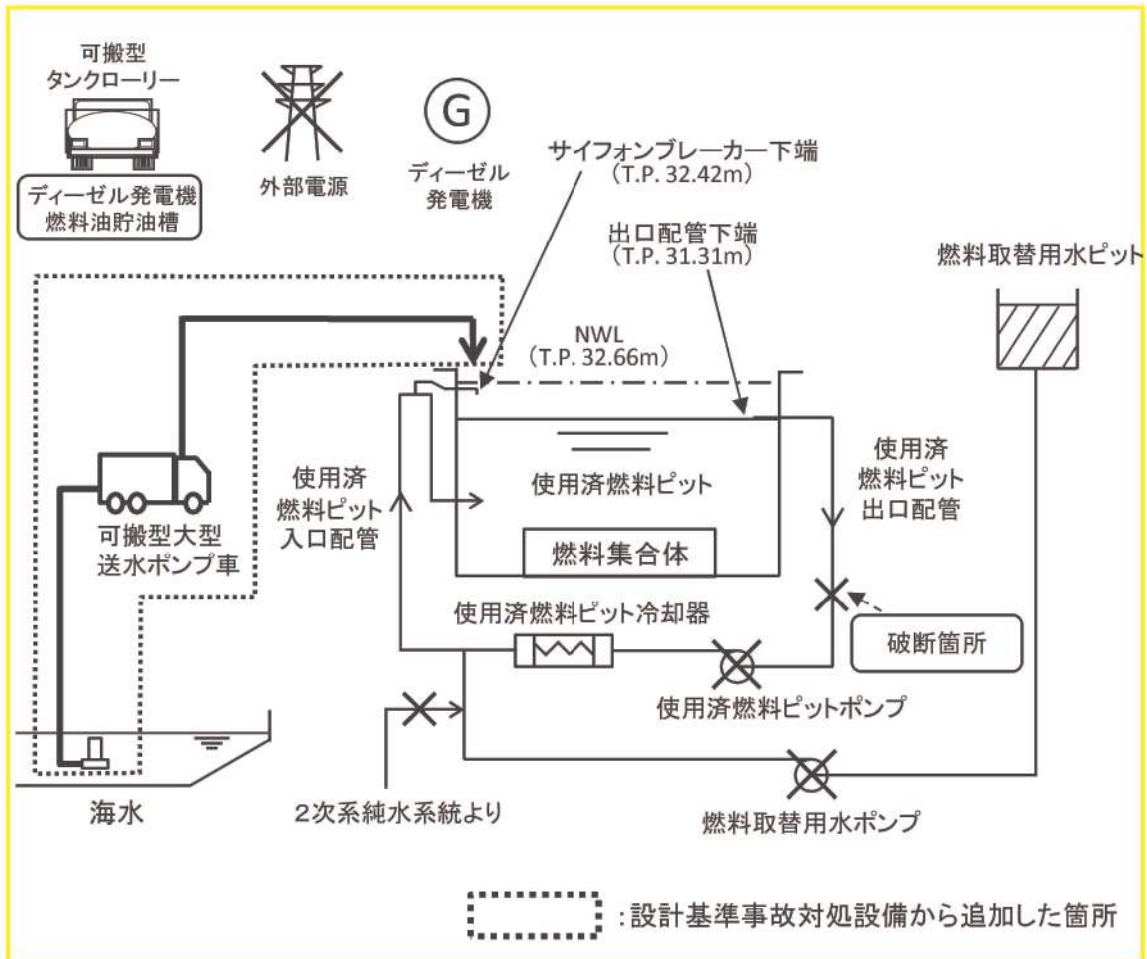 可搬型
タンクローリー
ディーゼル発電機
燃料油貯油槽
外部電源
G
ディーゼル
発電機
サイフォンブレーカー下端
(T.P. 32.42m)
出口配管下端
(T.P. 31.31m)
燃料取替用水ピット
NWL
(T.P. 32.66m)
使用済
燃料ピット
入口配管
使用済燃料ピット
使用済
燃料ピット
出口配管
可搬型大型
送水ポンプ車
燃料集合体
使用済燃料ピット冷却器
破断箇所
使用済燃料ピットポンプ
海水
2次系純水系統より
燃料取替用水ポンプ
:設計基準事故対処設備から追加した箇所